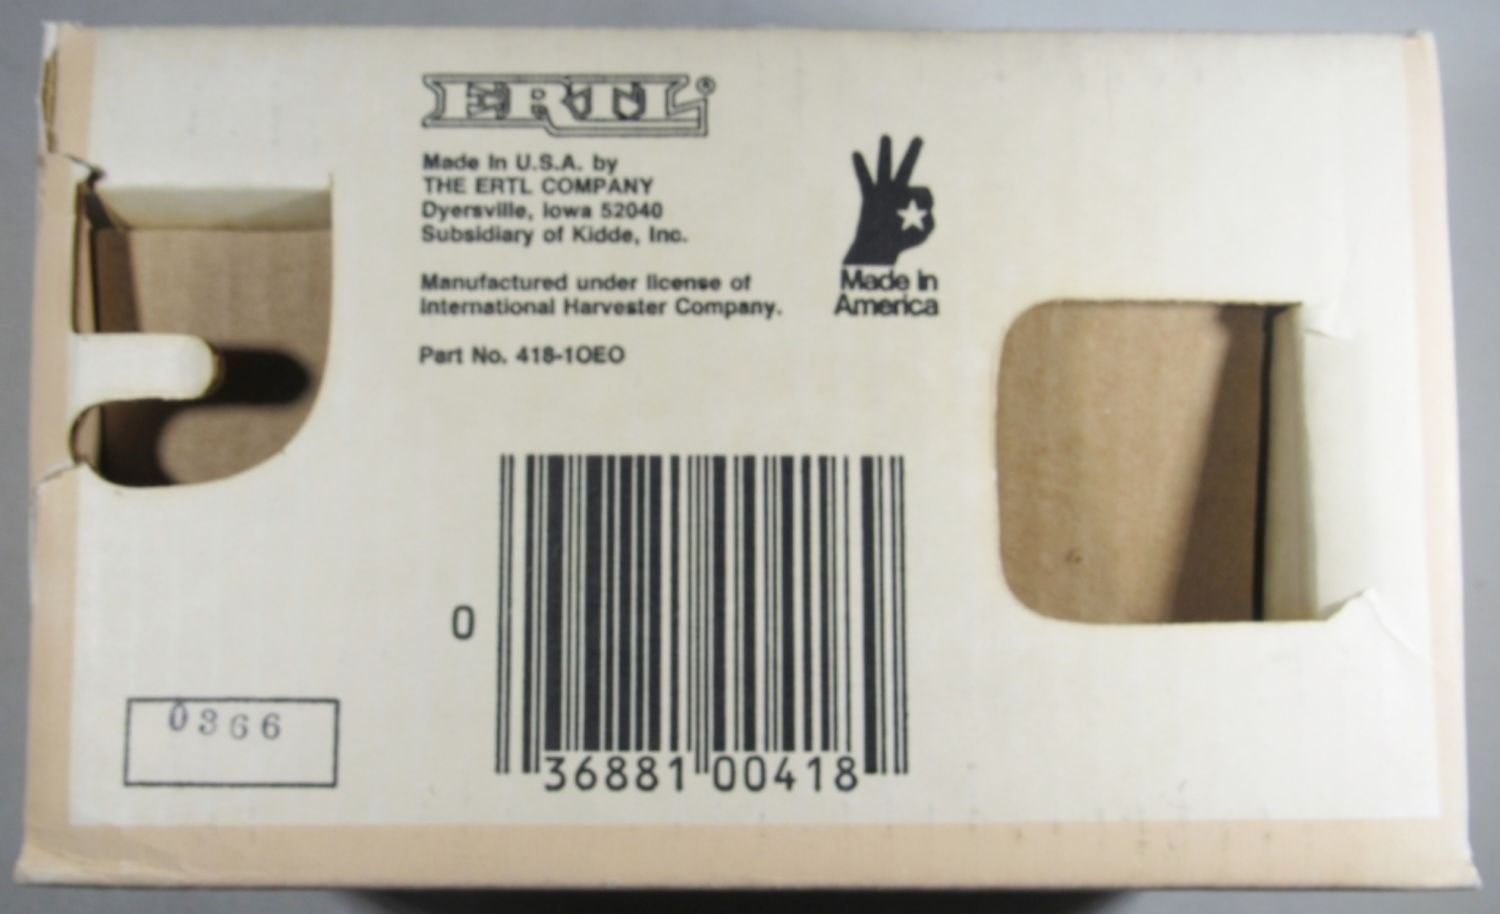 ERTL®
Made In U.S.A. by
THE ERTL COMPANY
Dyersville, Iowa 52040
Subsidiary of Kidde, Inc.
Manufactured under license of
International Harvester Company.
Part No. 418-10EO
Made In
America
0
36881 00418
0366